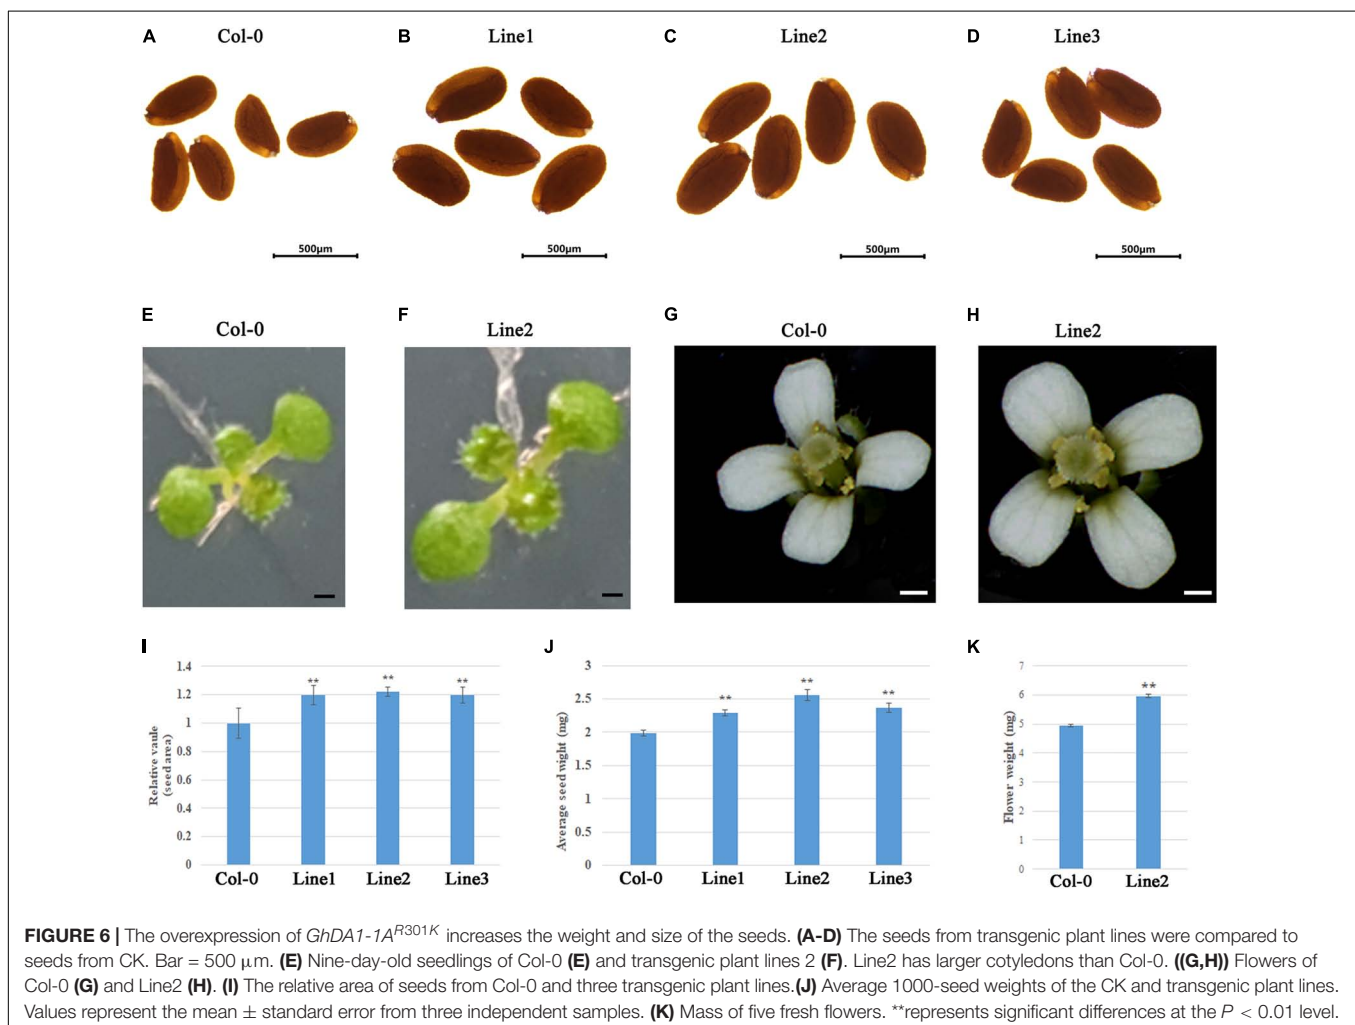 A Col-0 B Line1 C Line2 D Line3
500µm 500µm 500µm 500µm
E Col-0 F Line2 G Col-0 H Line2
I
1.4
1.2
1
0.8
0.6
0.4
0.2
0
Relative vaule
(seed area)
** ** **
Col-0 Line1 Line2 Line3
J
3
2.5
2
1.5
1
0.5
0
Average seed wight (mg)
** ** **
Col-0 Line1 Line2 Line3
K
7
6
5
4
3
2
1
0
Flower weight (mg)
**
Col-0 Line2
FIGURE 6 | The overexpression of GhDA1-1A^R301K increases the weight and size of the seeds. (A-D) The seeds from transgenic plant lines were compared to
seeds from CK. Bar = 500 µm. (E) Nine-day-old seedlings of Col-0 (E) and transgenic plant lines 2 (F). Line2 has larger cotyledons than Col-0. ((G,H)) Flowers of
Col-0 (G) and Line2 (H). (I) The relative area of seeds from Col-0 and three transgenic plant lines.(J) Average 1000-seed weights of the CK and transgenic plant lines.
Values represent the mean ± standard error from three independent samples. (K) Mass of five fresh flowers. **represents significant differences at the P < 0.01 level.